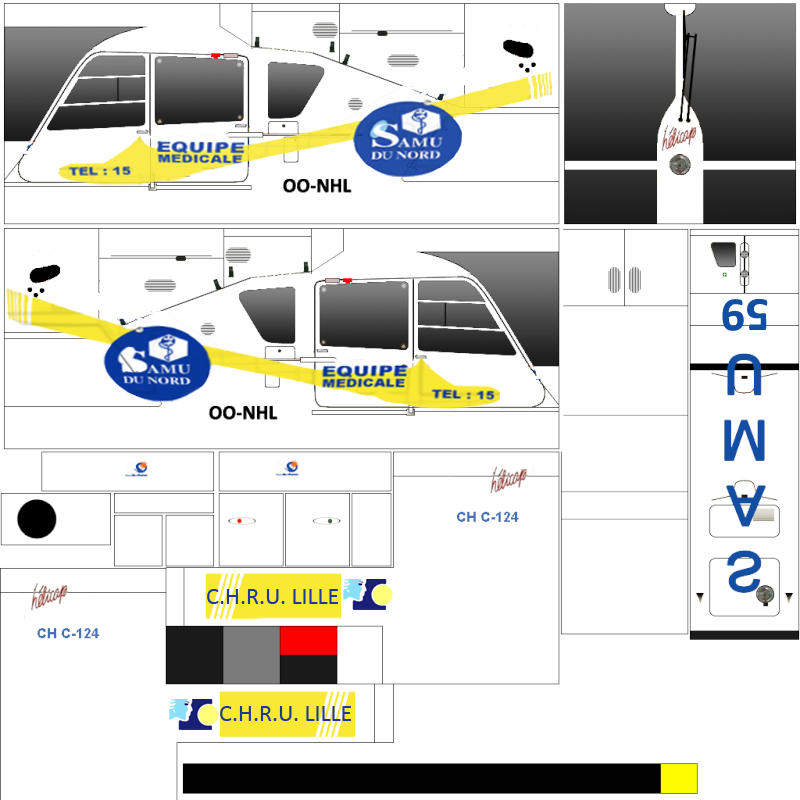 EQUIPE
MEDICALE
TEL : 15
SAMU
DU NORD
OO-NHL
hélicap
SAMU
DU NORD
EQUIPE
MEDICALE
TEL : 15
OO-NHL
59
U
M
A
S
hélicap
CH C-124
hélicap
CH C-124
C.H.R.U. LILLE
C.H.R.U. LILLE